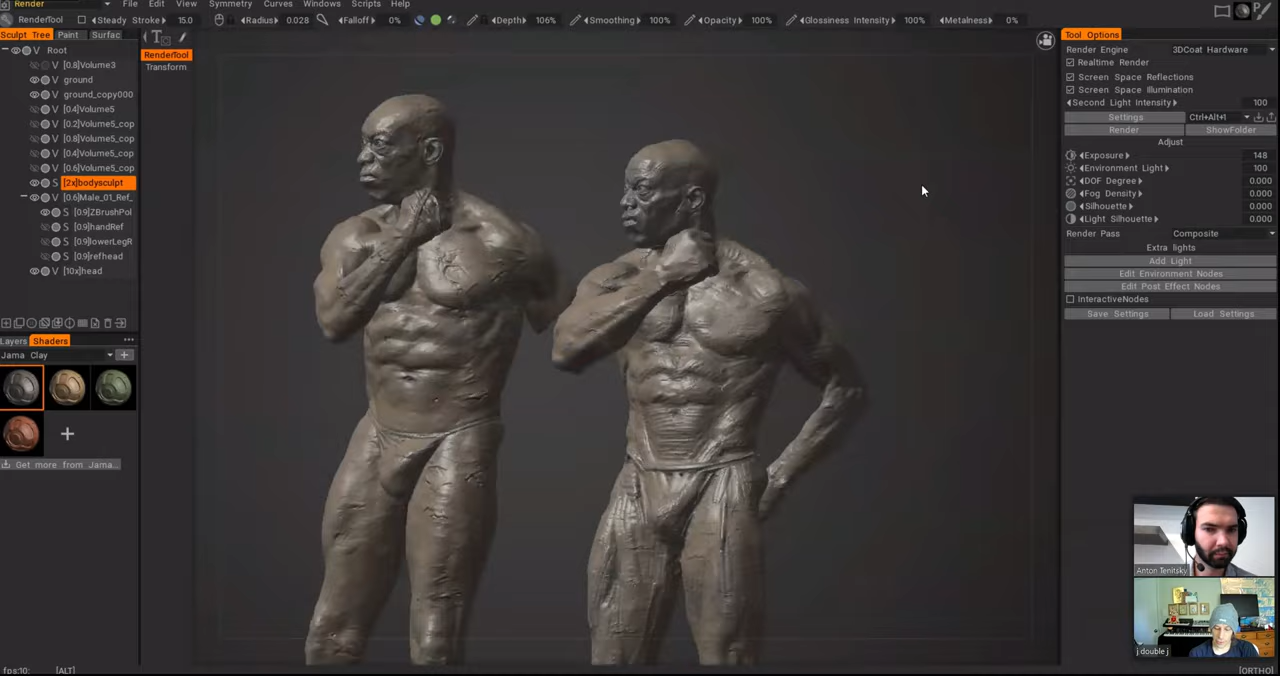 Render File Edit View Symmetry Curves Windows Scripts Help
RenderTool Steady Stroke 15.0 Radius 0.028 Falloff 0% Depth 106% Smoothing 100% Opacity 100% Glossiness Intensity 100% Metalness 0%
Sculpt Tree Paint Surfac
V Root
V [0.8]Volume3
V ground
V ground_copy000
V [0.4]Volume5
V [0.2]Volume5_cop
V [0.8]Volume5_cop
V [0.4]Volume5_cop
V [0.6]Volume5_cop
S [2x]bodysculpt
V [0.6]Male_01_Ref_
S [0.9]ZBrushPol
S [0.9]handRef
S [0.9]lowerLegR
S [0.9]refhead
V [10x]head
Layers Shaders
Jama Clay
Get more from Jama...
fps:10; [ALT]
T
RenderTool
Transform
Tool Options
Render Engine 3DCoat Hardware
Realtime Render
Screen Space Reflections
Screen Space Illumination
Second Light Intensity 100
Settings Ctrl+Alt+1
Render ShowFolder
Adjust
Exposure 148
Environment Light 100
DOF Degree 0.000
Fog Density 0.000
Silhouette 0.000
Light Silhouette 0.000
Render Pass Composite
Extra lights
Add Light
Edit Environment Nodes
Edit Post Effect Nodes
InteractiveNodes
Save Settings Load Settings
Anton Tenitsky
j double j
[ORTHO]